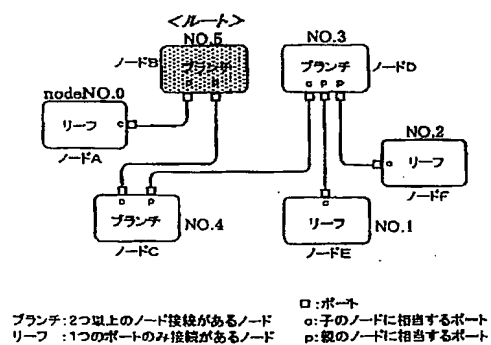 <ルート>
NO.5
NO.3
ノードB
ブランチ
ブランチ
ノードD
c p p
nodeNO.0
リーフ
c
ノードA
NO.2
リーフ
c
ノードF
c p
ブランチ
NO.4
ノードC
c
リーフ
NO.1
ノードE
□:ポート
ブランチ:2つ以上のノード接続があるノード
c:子のノードに相当するポート
リーフ :1つのポートのみ接続があるノード
p:親のノードに相当するポート